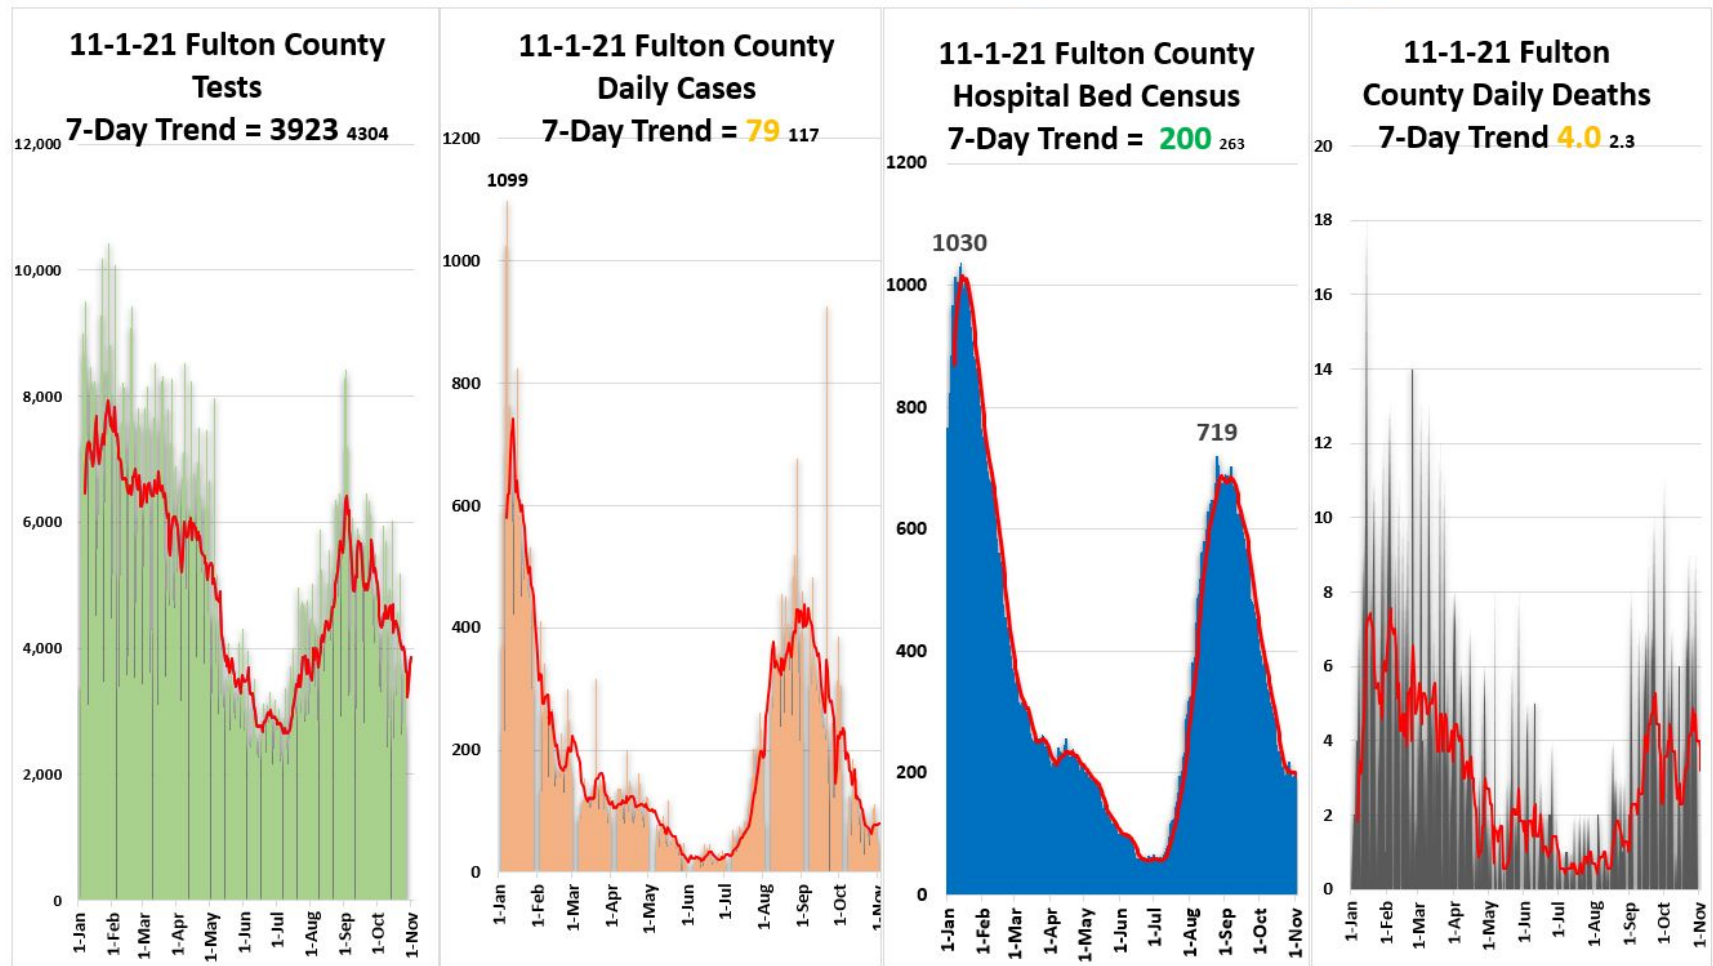 11-1-21 Fulton County
Tests
7-Day Trend = 3923 4304
12,000
10,000
8,000
6,000
4,000
2,000
0
1-Jan
1-Feb
1-Mar
1-Apr
1-May
1-Jun
1-Jul
1-Aug
1-Sep
1-Oct
1-Nov
11-1-21 Fulton County
Daily Cases
7-Day Trend = 79 117
1200
1099
1000
800
600
400
200
0
1-Jan
1-Feb
1-Mar
1-Apr
1-May
1-Jun
1-Jul
1-Aug
1-Sep
1-Oct
1-Nov
11-1-21 Fulton County
Hospital Bed Census
7-Day Trend = 200 263
1200
1030
1000
800
719
600
400
200
0
1-Jan
1-Feb
1-Mar
1-Apr
1-May
1-Jun
1-Jul
1-Aug
1-Sep
1-Oct
1-Nov
11-1-21 Fulton
County Daily Deaths
7-Day Trend 4.0 2.3
20
18
16
14
12
10
8
6
4
2
0
1-Jan
1-Feb
1-Mar
1-Apr
1-May
1-Jun
1-Jul
1-Aug
1-Sep
1-Oct
1-Nov